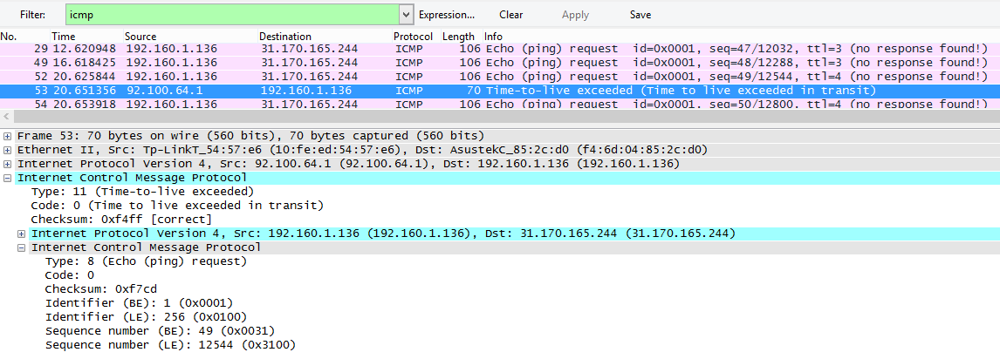 Filter: icmp Expression... Clear Apply Save
No. Time Source Destination Protocol Length Info
29 12.620948 192.160.1.136 31.170.165.244 ICMP 106 Echo (ping) request id=0x0001, seq=47/12032, ttl=3 (no response found!)
49 16.618425 192.160.1.136 31.170.165.244 ICMP 106 Echo (ping) request id=0x0001, seq=48/12288, ttl=3 (no response found!)
52 20.625844 192.160.1.136 31.170.165.244 ICMP 106 Echo (ping) request id=0x0001, seq=49/12544, ttl=4 (no response found!)
53 20.651356 92.100.64.1 192.160.1.136 ICMP 70 Time-to-live exceeded (Time to live exceeded in transit)
54 20.653918 192.160.1.136 31.170.165.244 ICMP 106 Echo (ping) request id=0x0001, seq=50/12800, ttl=4 (no response found!)
Frame 53: 70 bytes on wire (560 bits), 70 bytes captured (560 bits)
Ethernet II, Src: Tp-LinkT_54:57:e6 (10:fe:ed:54:57:e6), Dst: AsustekC_85:2c:d0 (f4:6d:04:85:2c:d0)
Internet Protocol Version 4, Src: 92.100.64.1 (92.100.64.1), Dst: 192.160.1.136 (192.160.1.136)
Internet Control Message Protocol
Type: 11 (Time-to-live exceeded)
Code: 0 (Time to live exceeded in transit)
Checksum: 0xf4ff [correct]
Internet Protocol Version 4, Src: 192.160.1.136 (192.160.1.136), Dst: 31.170.165.244 (31.170.165.244)
Internet Control Message Protocol
Type: 8 (Echo (ping) request)
Code: 0
Checksum: 0xf7cd
Identifier (BE): 1 (0x0001)
Identifier (LE): 256 (0x0100)
Sequence number (BE): 49 (0x0031)
Sequence number (LE): 12544 (0x3100)